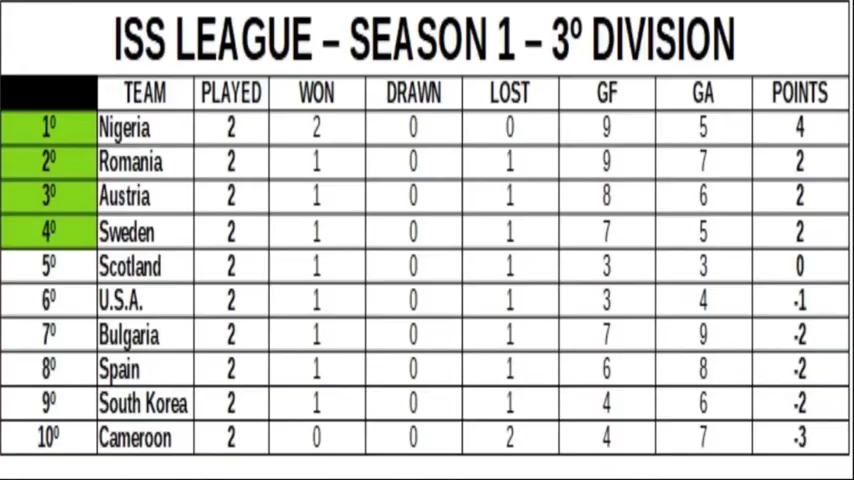 ISS LEAGUE – SEASON 1 – 3º DIVISION
TEAM PLAYED WON DRAWN LOST GF GA POINTS
1º Nigeria 2 2 0 0 9 5 4
2º Romania 2 1 0 1 9 7 2
3º Austria 2 1 0 1 8 6 2
4º Sweden 2 1 0 1 7 5 2
5º Scotland 2 1 0 1 3 3 0
6º U.S.A. 2 1 0 1 3 4 -1
7º Bulgaria 2 1 0 1 7 9 -2
8º Spain 2 1 0 1 6 8 -2
9º South Korea 2 1 0 1 4 6 -2
10º Cameroon 2 0 0 2 4 7 -3